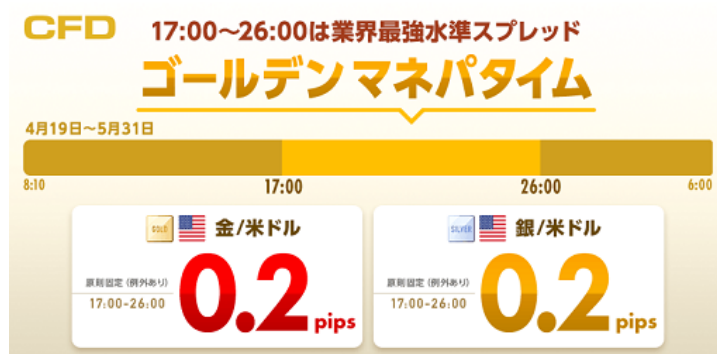 CFD
17:00～26:00は業界最強水準スプレッド
ゴールデン マネパタイム
4月19日～5月31日
8:10 17:00 26:00 6:00
GOLD 金/米ドル
原則固定（例外あり）
17:00-26:00
0.2 pips
SILVER 銀/米ドル
原則固定（例外あり）
17:00-26:00
0.2 pips